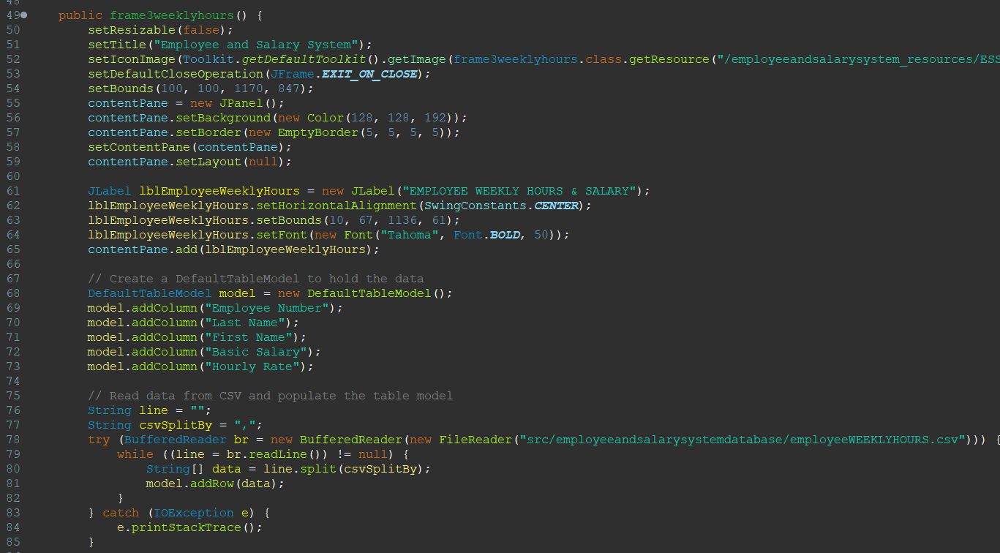 48
49 public frame3weeklyhours() {
50 setResizable(false);
51 setTitle("Employee and Salary System");
52 setIconImage(Toolkit.getDefaultToolkit().getImage(frame3weeklyhours.class.getResource("/employeeandsalarysystem_resources/ESS
53 setDefaultCloseOperation(JFrame.EXIT_ON_CLOSE);
54 setBounds(100, 100, 1170, 847);
55 contentPane = new JPanel();
56 contentPane.setBackground(new Color(128, 128, 192));
57 contentPane.setBorder(new EmptyBorder(5, 5, 5, 5));
58 setContentPane(contentPane);
59 contentPane.setLayout(null);
60
61 JLabel lblEmployeeWeeklyHours = new JLabel("EMPLOYEE WEEKLY HOURS & SALARY");
62 lblEmployeeWeeklyHours.setHorizontalAlignment(SwingConstants.CENTER);
63 lblEmployeeWeeklyHours.setBounds(10, 67, 1136, 61);
64 lblEmployeeWeeklyHours.setFont(new Font("Tahoma", Font.BOLD, 50));
65 contentPane.add(lblEmployeeWeeklyHours);
66
67 // Create a DefaultTableModel to hold the data
68 DefaultTableModel model = new DefaultTableModel();
69 model.addColumn("Employee Number");
70 model.addColumn("Last Name");
71 model.addColumn("First Name");
72 model.addColumn("Basic Salary");
73 model.addColumn("Hourly Rate");
74
75 // Read data from CSV and populate the table model
76 String line = "";
77 String csvSplitBy = ",";
78 try (BufferedReader br = new BufferedReader(new FileReader("src/employeeandsalarysystemdatabase/employeeWEEKLYHOURS.csv"))) {
79 while ((line = br.readLine()) != null) {
80 String[] data = line.split(csvSplitBy);
81 model.addRow(data);
82 }
83 } catch (IOException e) {
84 e.printStackTrace();
85 }